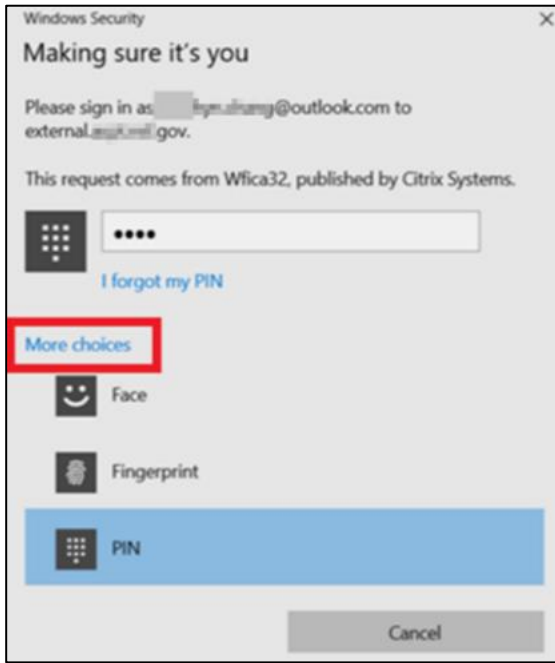 Windows Security
Making sure it's you
Please sign in as @outlook.com to
external. gov.
This request comes from Wfica32, published by Citrix Systems.
I forgot my PIN
More choices
Face
Fingerprint
PIN
Cancel